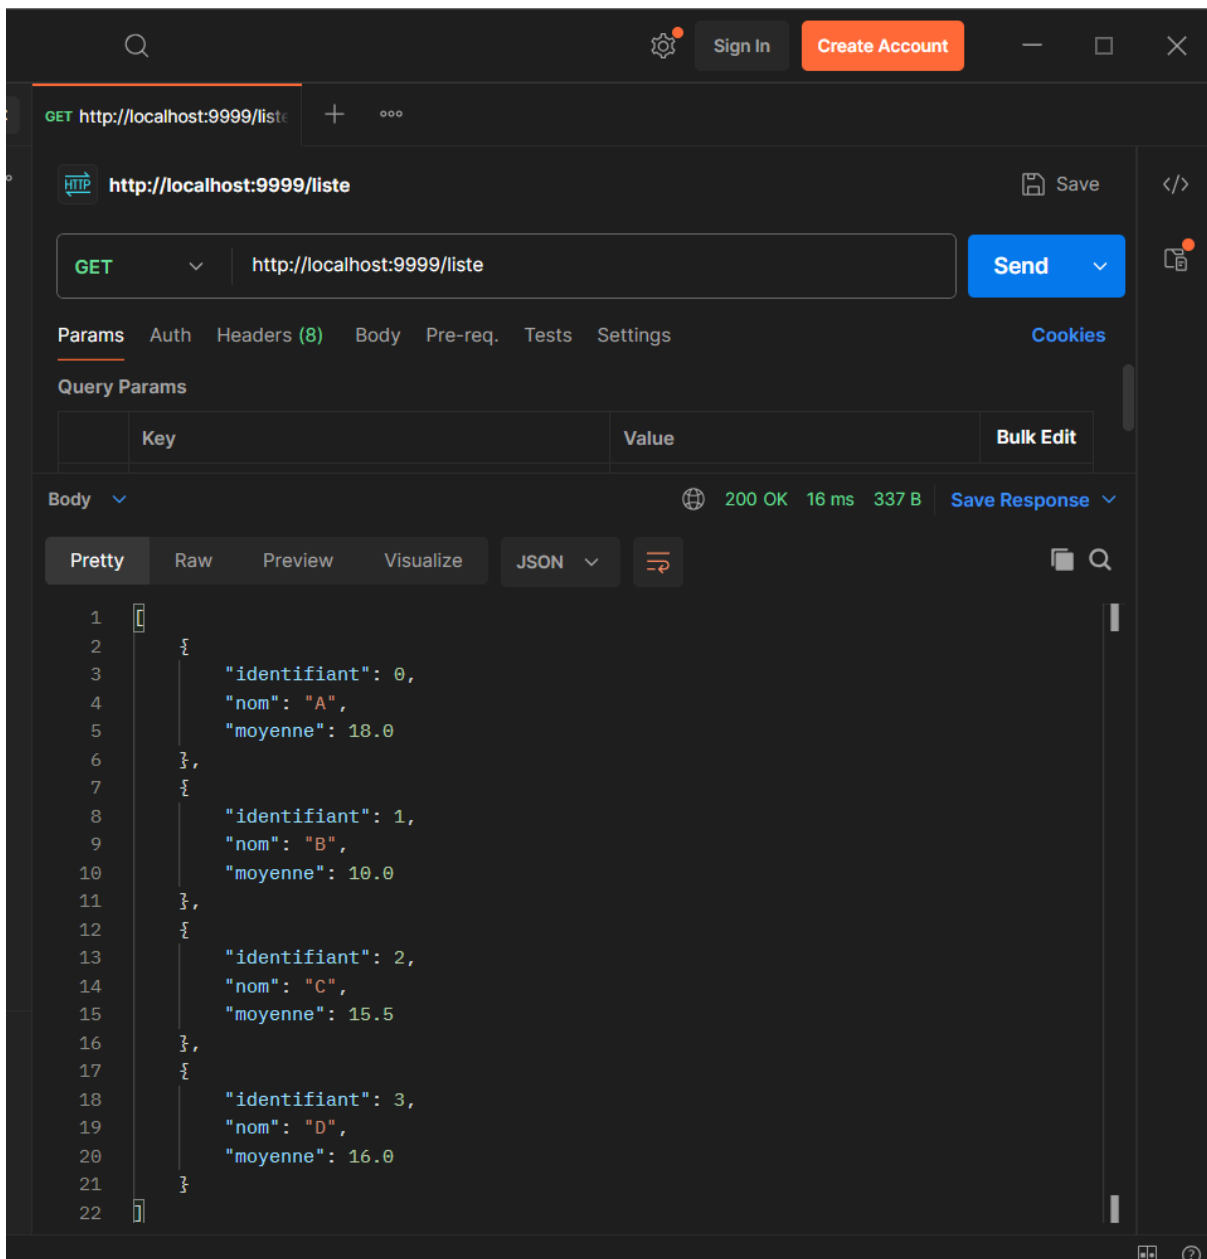 Sign In Create Account
GET http://localhost:9999/liste
HTTP http://localhost:9999/liste Save
GET http://localhost:9999/liste Send
Params Auth Headers (8) Body Pre-req. Tests Settings Cookies
Query Params
Key Value Bulk Edit
Body 200 OK 16 ms 337 B Save Response
Pretty Raw Preview Visualize JSON
1 [
2 {
3 "identifiant": 0,
4 "nom": "A",
5 "moyenne": 18.0
6 },
7 {
8 "identifiant": 1,
9 "nom": "B",
10 "moyenne": 10.0
11 },
12 {
13 "identifiant": 2,
14 "nom": "C",
15 "moyenne": 15.5
16 },
17 {
18 "identifiant": 3,
19 "nom": "D",
20 "moyenne": 16.0
21 }
22 ]